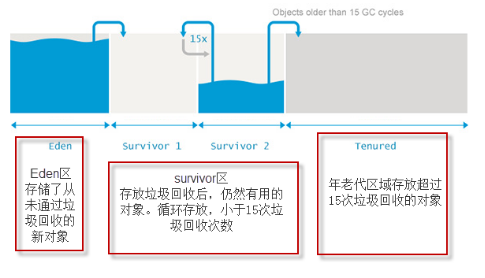 Objects older than 15 GC cycles
15x
Eden
Survivor 1
Survivor 2
Tenured
Eden区
存储了从
未通过垃
圾回收的
新对象
survivor区
存放垃圾回收后，仍然有用的
对象。循环存放，小于15次垃
圾回收次数
年老代区域存放超过
15次垃圾回收的对象